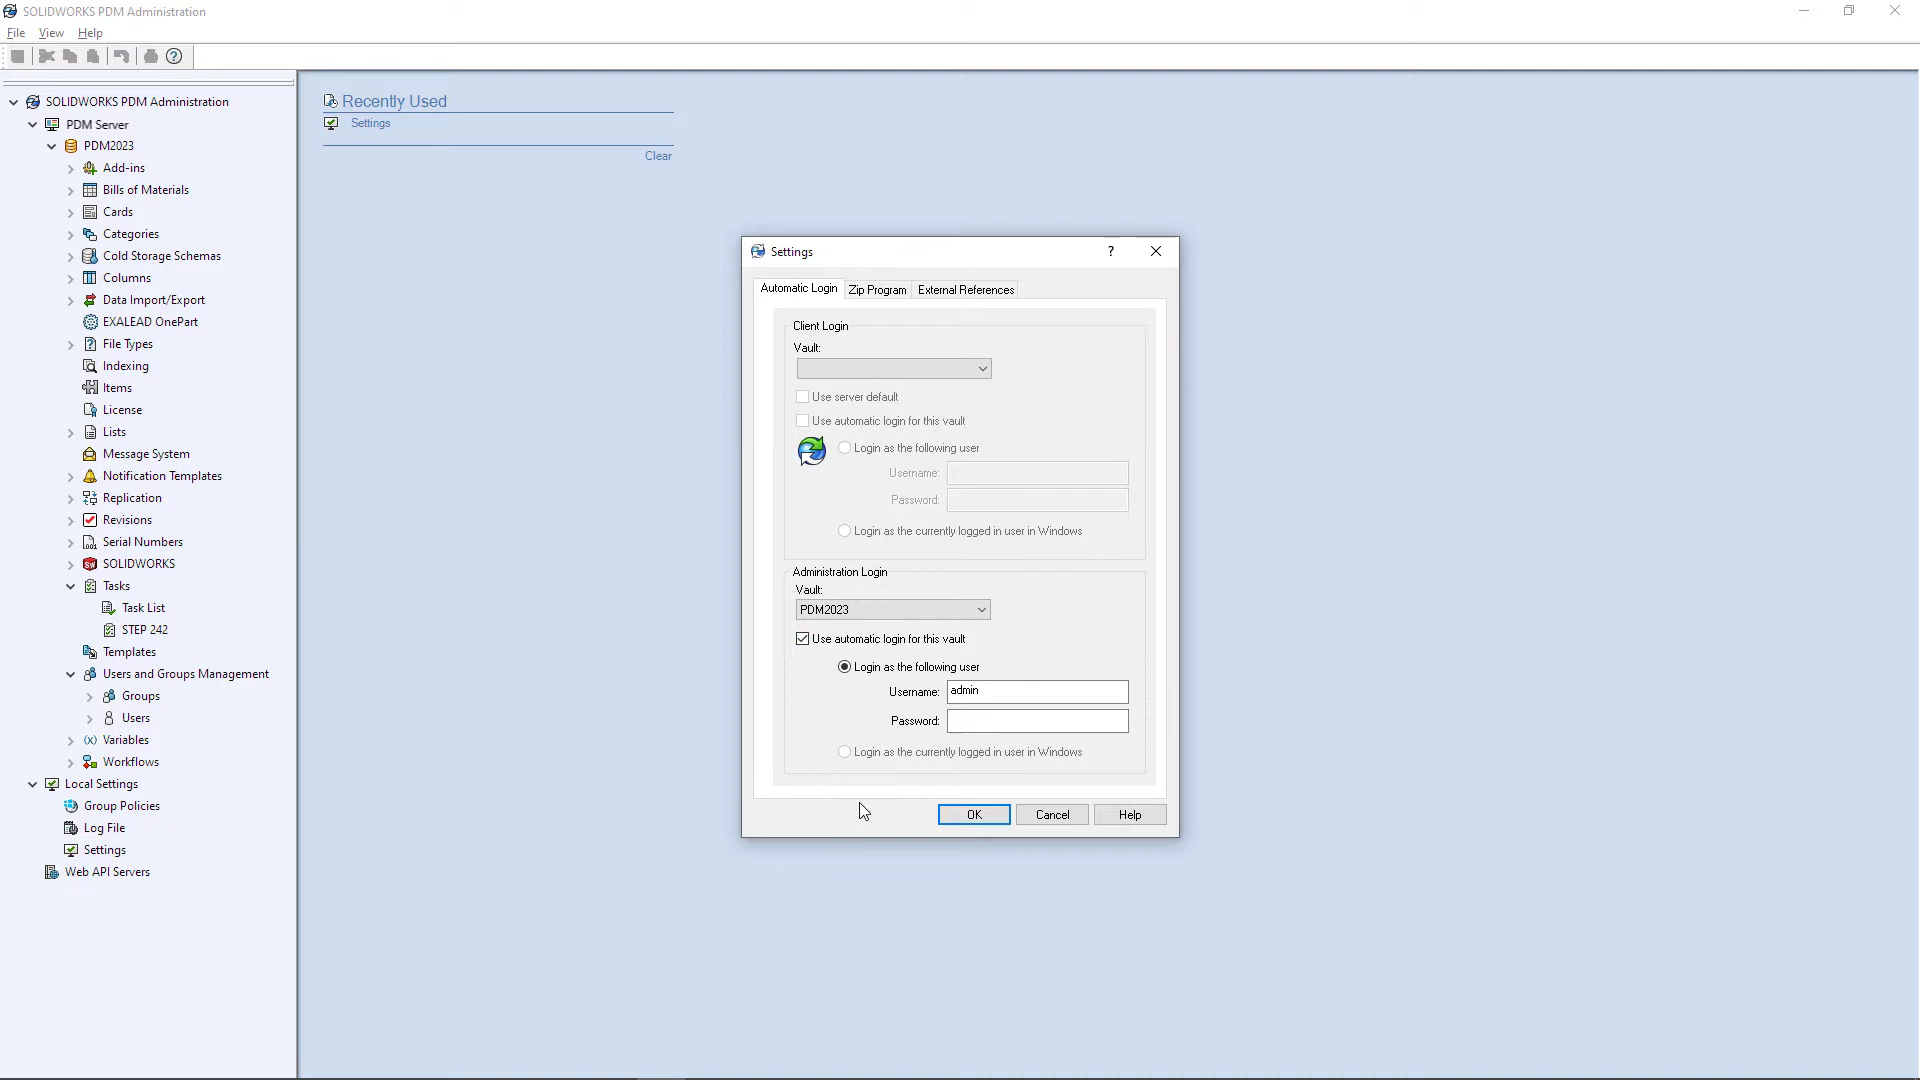 SOLIDWORKS PDM Administration
File View Help
SOLIDWORKS PDM Administration
PDM Server
PDM2023
Add-ins
Bills of Materials
Cards
Categories
Cold Storage Schemas
Columns
Data Import/Export
EXALEAD OnePart
File Types
Indexing
Items
License
Lists
Message System
Notification Templates
Replication
Revisions
Serial Numbers
SOLIDWORKS
Tasks
Task List
STEP 242
Templates
Users and Groups Management
Groups
Users
Variables
Workflows
Local Settings
Group Policies
Log File
Settings
Web API Servers
Recently Used
Settings
Clear
Settings
Automatic Login Zip Program External References
Client Login
Vault:
Use server default
Use automatic login for this vault
Login as the following user
Username:
Password:
Login as the currently logged in user in Windows
Administration Login
Vault:
PDM2023
Use automatic login for this vault
Login as the following user
Username: admin
Password:
Login as the currently logged in user in Windows
OK Cancel Help